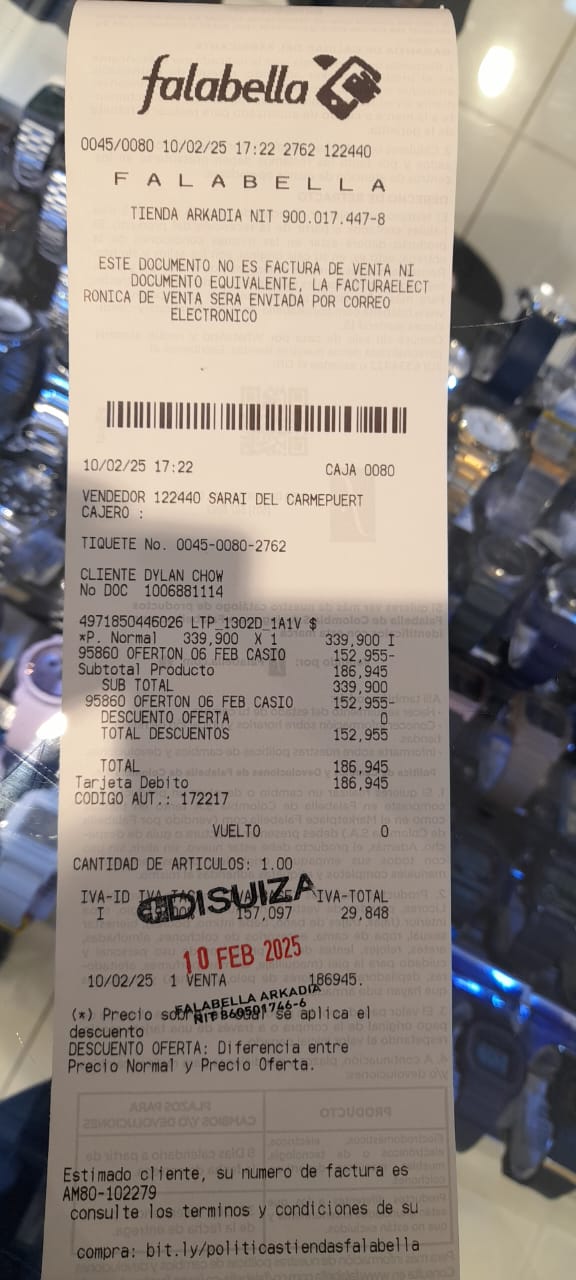 falabella
0045/0080 10/02/25 17:22 2762 122440
F A L A B E L L A
TIENDA ARKADIA NIT 900.017.447-8
ESTE DOCUMENTO NO ES FACTURA DE VENTA NI
DOCUMENTO EQUIVALENTE, LA FACTURAELECT
RONICA DE VENTA SERA ENVIADA POR CORREO
ELECTRONICO
10/02/25 17:22 CAJA 0080
VENDEDOR 122440 SARAI DEL CARMEPUERT
CAJERO :
TIQUETE No. 0045-0080-2762
CLIENTE DYLAN CHOW
No DOC 1006881114
4971850446026 LTP 1302D 1A1V $
*P. Normal 339,900 X 1 339,900 I
95860 OFERTON 06 FEB CASIO 152,955-
Subtotal Producto 186,945
SUB TOTAL 339,900
95860 OFERTON 06 FEB CASIO 152,955-
DESCUENTO OFERTA 0
TOTAL DESCUENTOS 152,955
TOTAL 186,945
Tarjeta Debito 186,945
CODIGO AUT.: 172217
VUELTO 0
CANTIDAD DE ARTICULOS: 1.00
IVA-ID IVA-TOTAL
DISUIZA
I 157,097 29,848
10 FEB 2025
10/02/25 1 VENTA 186945.
FALABELLA ARKADIA
(*) Precio se aplica el
descuento
DESCUENTO OFERTA: Diferencia entre
Precio Normal y Precio Oferta.
Estimado cliente, su numero de factura es
AM80-102279
consulte los terminos y condiciones de su
compra: bit.ly/politicastiendasfalabella